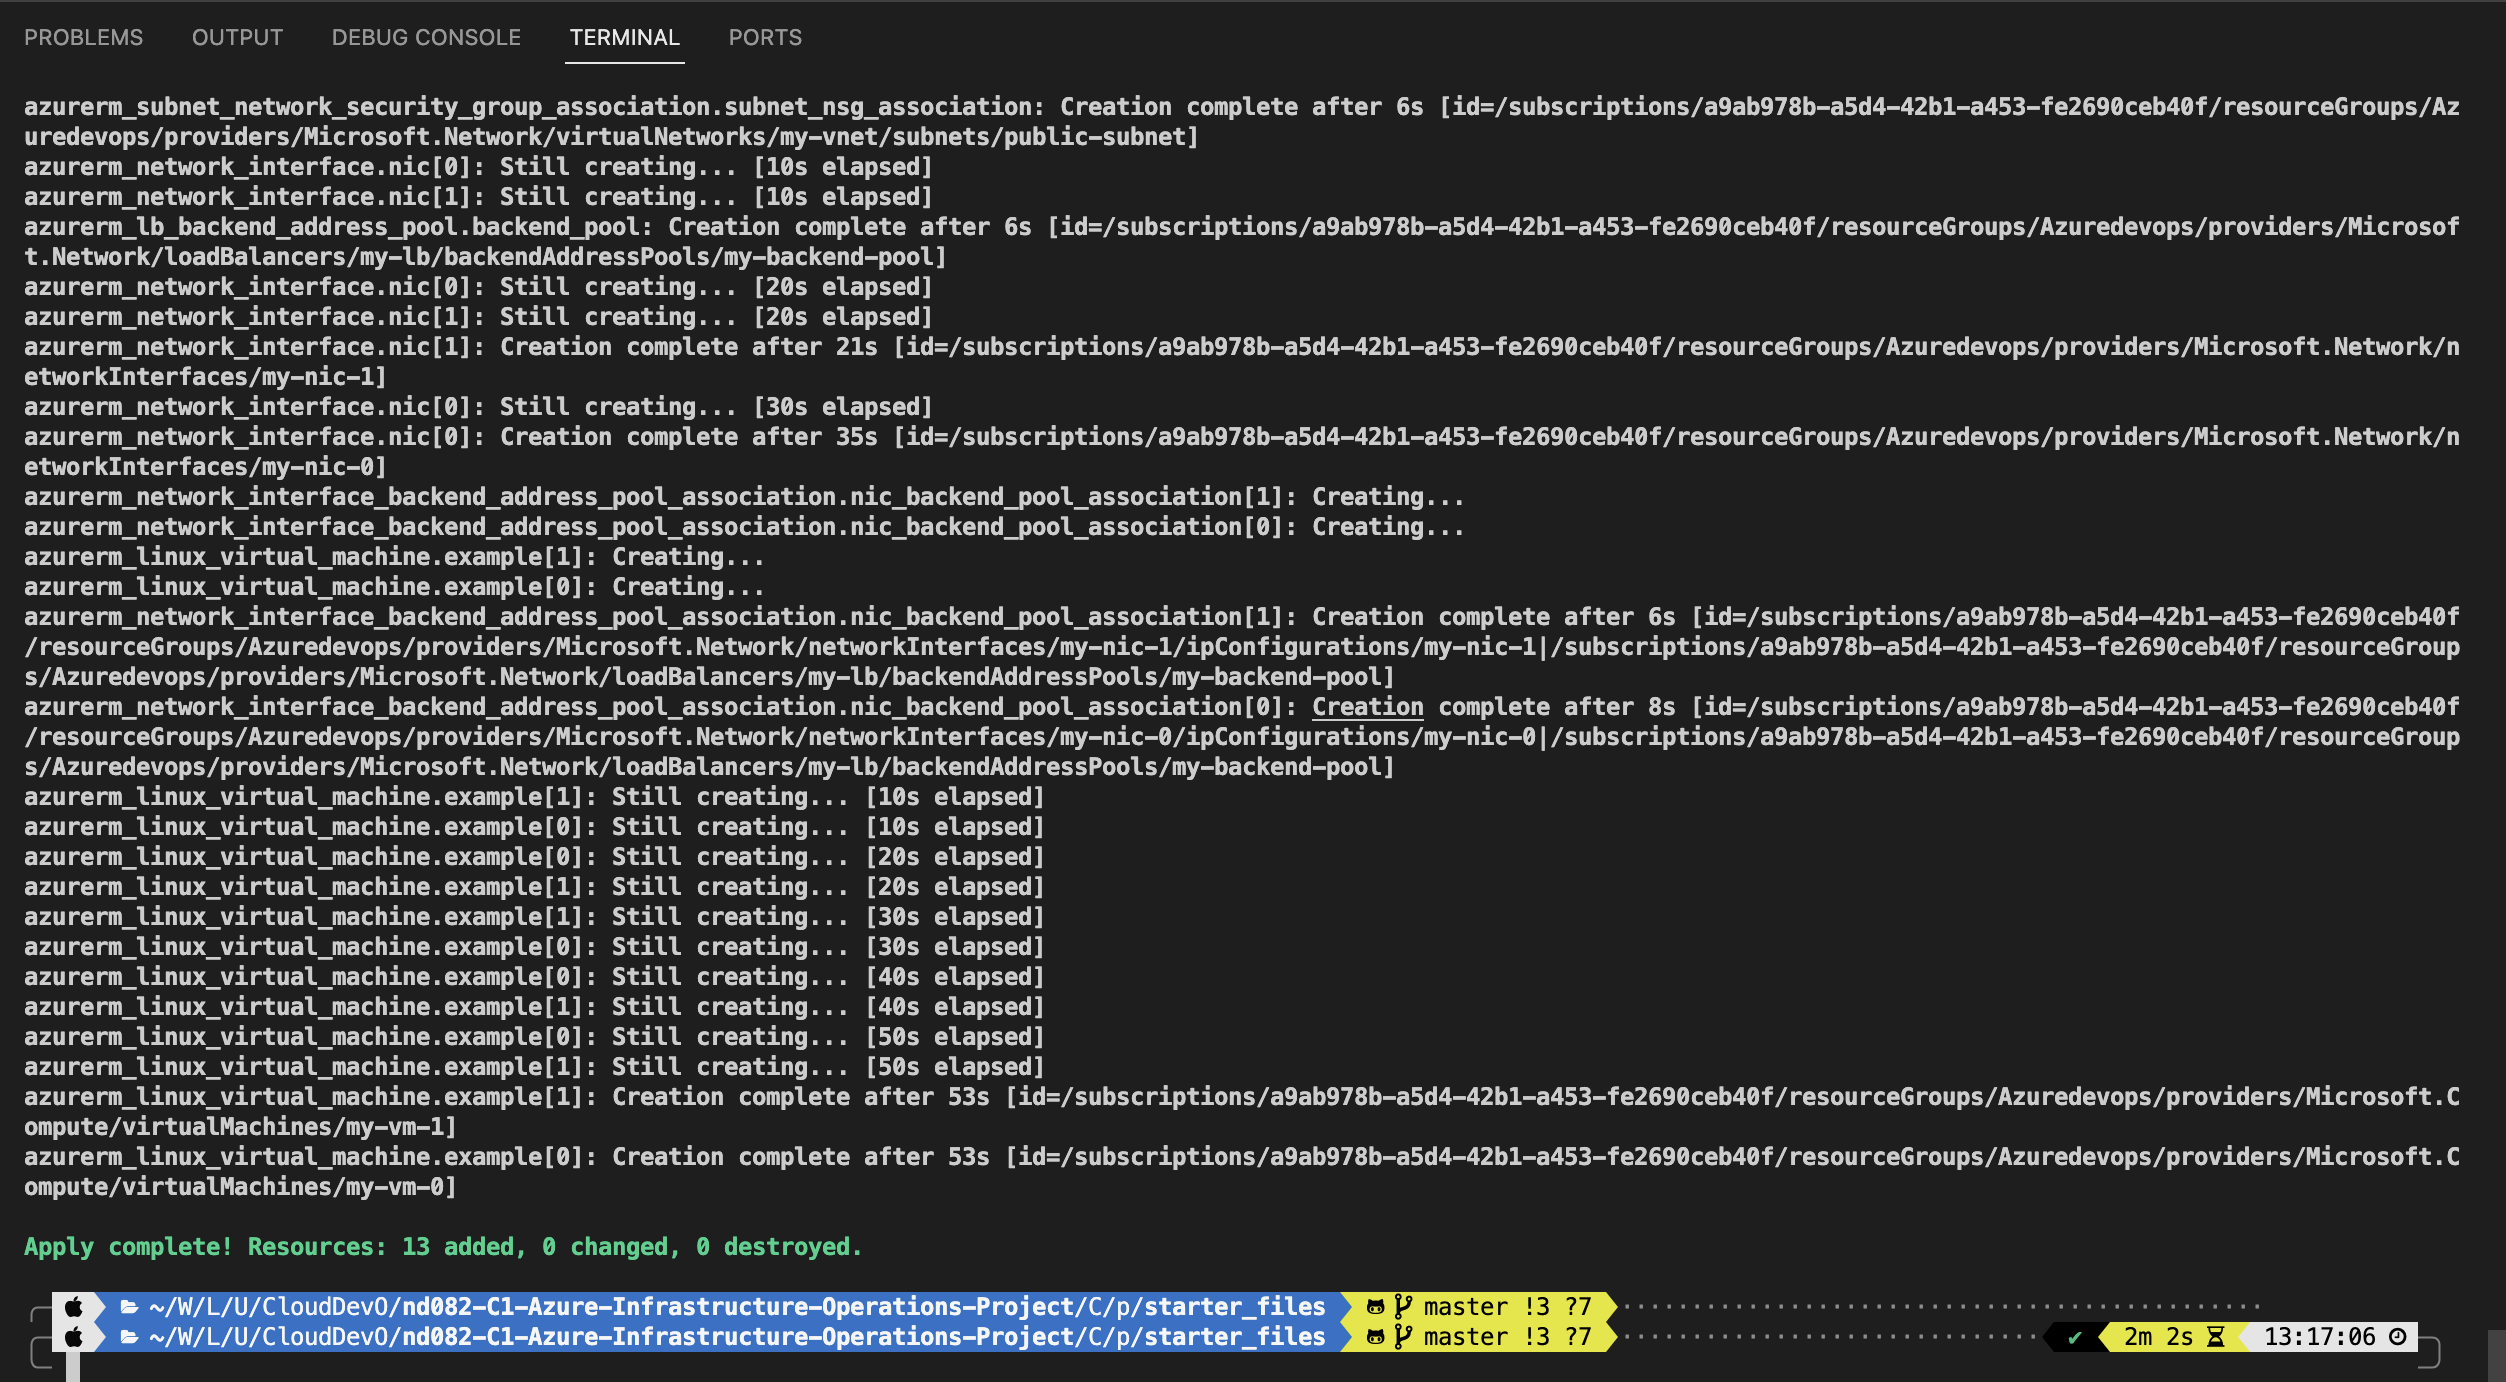 PROBLEMS OUTPUT DEBUG CONSOLE TERMINAL PORTS
azurerm_subnet_network_security_group_association.subnet_nsg_association: Creation complete after 6s [id=/subscriptions/a9ab978b-a5d4-42b1-a453-fe2690ceb40f/resourceGroups/Az
uredevops/providers/Microsoft.Network/virtualNetworks/my-vnet/subnets/public-subnet]
azurerm_network_interface.nic[0]: Still creating... [10s elapsed]
azurerm_network_interface.nic[1]: Still creating... [10s elapsed]
azurerm_lb_backend_address_pool.backend_pool: Creation complete after 6s [id=/subscriptions/a9ab978b-a5d4-42b1-a453-fe2690ceb40f/resourceGroups/Azuredevops/providers/Microsof
t.Network/loadBalancers/my-lb/backendAddressPools/my-backend-pool]
azurerm_network_interface.nic[0]: Still creating... [20s elapsed]
azurerm_network_interface.nic[1]: Still creating... [20s elapsed]
azurerm_network_interface.nic[1]: Creation complete after 21s [id=/subscriptions/a9ab978b-a5d4-42b1-a453-fe2690ceb40f/resourceGroups/Azuredevops/providers/Microsoft.Network/n
etworkInterfaces/my-nic-1]
azurerm_network_interface.nic[0]: Still creating... [30s elapsed]
azurerm_network_interface.nic[0]: Creation complete after 35s [id=/subscriptions/a9ab978b-a5d4-42b1-a453-fe2690ceb40f/resourceGroups/Azuredevops/providers/Microsoft.Network/n
etworkInterfaces/my-nic-0]
azurerm_network_interface_backend_address_pool_association.nic_backend_pool_association[1]: Creating...
azurerm_network_interface_backend_address_pool_association.nic_backend_pool_association[0]: Creating...
azurerm_linux_virtual_machine.example[1]: Creating...
azurerm_linux_virtual_machine.example[0]: Creating...
azurerm_network_interface_backend_address_pool_association.nic_backend_pool_association[1]: Creation complete after 6s [id=/subscriptions/a9ab978b-a5d4-42b1-a453-fe2690ceb40f
/resourceGroups/Azuredevops/providers/Microsoft.Network/networkInterfaces/my-nic-1/ipConfigurations/my-nic-1|/subscriptions/a9ab978b-a5d4-42b1-a453-fe2690ceb40f/resourceGroup
s/Azuredevops/providers/Microsoft.Network/loadBalancers/my-lb/backendAddressPools/my-backend-pool]
azurerm_network_interface_backend_address_pool_association.nic_backend_pool_association[0]: Creation complete after 8s [id=/subscriptions/a9ab978b-a5d4-42b1-a453-fe2690ceb40f
/resourceGroups/Azuredevops/providers/Microsoft.Network/networkInterfaces/my-nic-0/ipConfigurations/my-nic-0|/subscriptions/a9ab978b-a5d4-42b1-a453-fe2690ceb40f/resourceGroup
s/Azuredevops/providers/Microsoft.Network/loadBalancers/my-lb/backendAddressPools/my-backend-pool]
azurerm_linux_virtual_machine.example[1]: Still creating... [10s elapsed]
azurerm_linux_virtual_machine.example[0]: Still creating... [10s elapsed]
azurerm_linux_virtual_machine.example[0]: Still creating... [20s elapsed]
azurerm_linux_virtual_machine.example[1]: Still creating... [20s elapsed]
azurerm_linux_virtual_machine.example[1]: Still creating... [30s elapsed]
azurerm_linux_virtual_machine.example[0]: Still creating... [30s elapsed]
azurerm_linux_virtual_machine.example[0]: Still creating... [40s elapsed]
azurerm_linux_virtual_machine.example[1]: Still creating... [40s elapsed]
azurerm_linux_virtual_machine.example[0]: Still creating... [50s elapsed]
azurerm_linux_virtual_machine.example[1]: Still creating... [50s elapsed]
azurerm_linux_virtual_machine.example[1]: Creation complete after 53s [id=/subscriptions/a9ab978b-a5d4-42b1-a453-fe2690ceb40f/resourceGroups/Azuredevops/providers/Microsoft.C
ompute/virtualMachines/my-vm-1]
azurerm_linux_virtual_machine.example[0]: Creation complete after 53s [id=/subscriptions/a9ab978b-a5d4-42b1-a453-fe2690ceb40f/resourceGroups/Azuredevops/providers/Microsoft.C
ompute/virtualMachines/my-vm-0]
Apply complete! Resources: 13 added, 0 changed, 0 destroyed.
~/W/L/U/CloudDevO/nd082-C1-Azure-Infrastructure-Operations-Project/C/p/starter_files master !3 ?7
~/W/L/U/CloudDevO/nd082-C1-Azure-Infrastructure-Operations-Project/C/p/starter_files master !3 ?7 ✔ 2m 2s 13:17:06